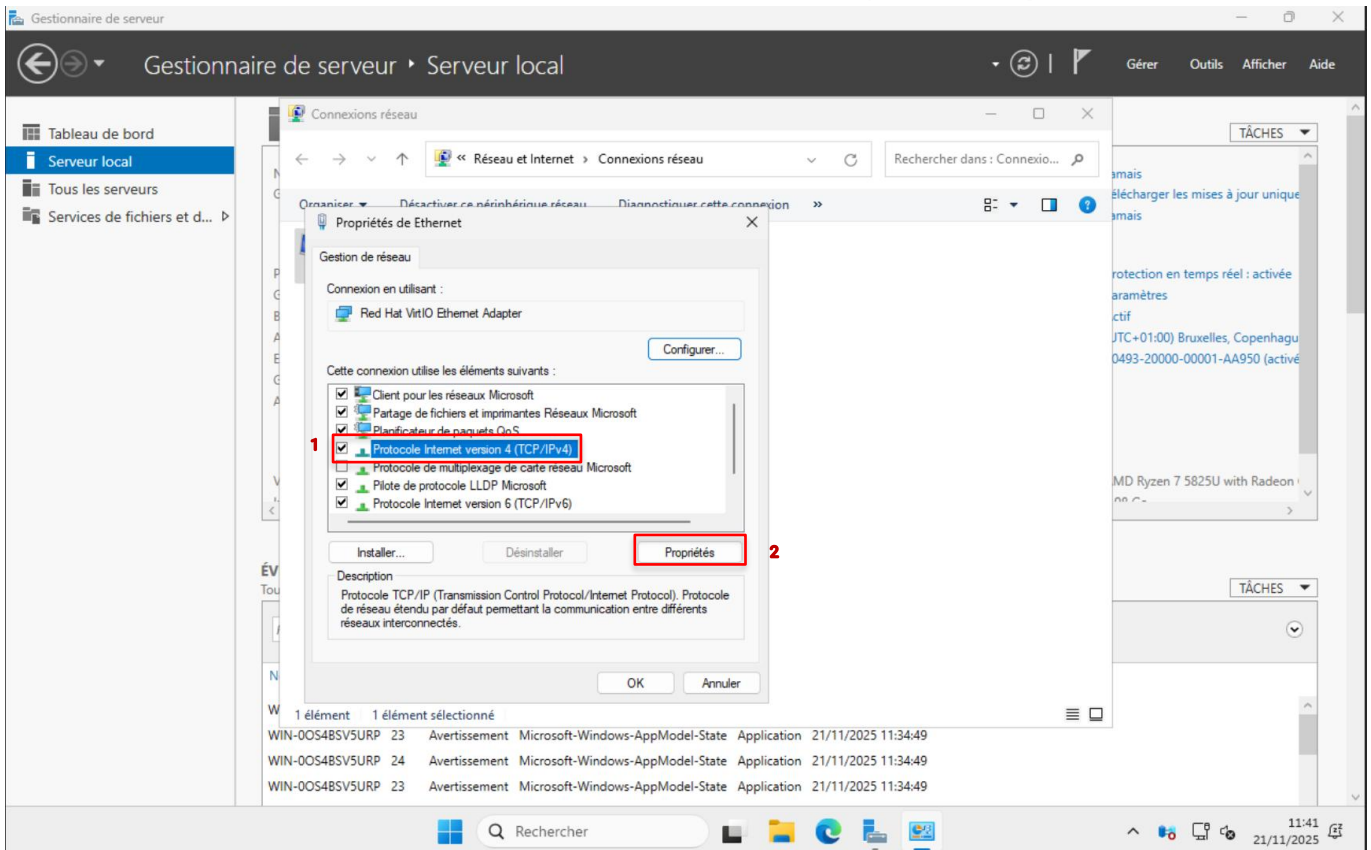 Gestionnaire de serveur
Gestionnaire de serveur ‣ Serveur local
Gérer Outils Afficher Aide
Tableau de bord
Serveur local
Tous les serveurs
Services de fichiers et d...
Connexions réseau
« Réseau et Internet › Connexions réseau
Rechercher dans : Connexio...
Organiser Désactiver ce périphérique réseau Diagnostiquer cette connexion »
Propriétés de Ethernet
Gestion de réseau
Connexion en utilisant :
Red Hat VirtIO Ethernet Adapter
Configurer...
Cette connexion utilise les éléments suivants :
Client pour les réseaux Microsoft
Partage de fichiers et imprimantes Réseaux Microsoft
Planificateur de paquets QoS
1 Protocole Internet version 4 (TCP/IPv4)
Protocole de multiplexage de carte réseau Microsoft
Pilote de protocole LLDP Microsoft
Protocole Internet version 6 (TCP/IPv6)
Installer... Désinstaller Propriétés 2
Description
Protocole TCP/IP (Transmission Control Protocol/Internet Protocol). Protocole
de réseau étendu par défaut permettant la communication entre différents
réseaux interconnectés.
OK Annuler
1 élément 1 élément sélectionné
TÂCHES
amais
élécharger les mises à jour unique
amais
rotection en temps réel : activée
aramètres
ctif
UTC+01:00) Bruxelles, Copenhagu
0493-20000-00001-AA950 (activé
MD Ryzen 7 5825U with Radeon
ÉV
Tou
TÂCHES
WIN-0OS4BSV5URP 23 Avertissement Microsoft-Windows-AppModel-State Application 21/11/2025 11:34:49
WIN-0OS4BSV5URP 24 Avertissement Microsoft-Windows-AppModel-State Application 21/11/2025 11:34:49
WIN-0OS4BSV5URP 23 Avertissement Microsoft-Windows-AppModel-State Application 21/11/2025 11:34:49
Rechercher
11:41
21/11/2025